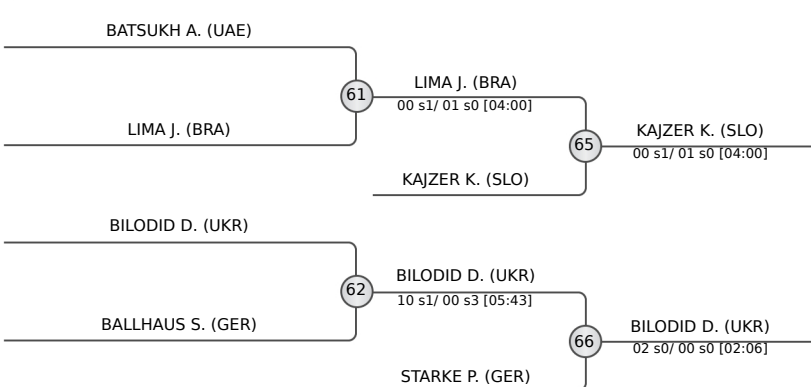 BATSUKH A. (UAE)
61
LIMA J. (BRA)
LIMA J. (BRA)
00 s1/ 01 s0 [04:00]
65
KAJZER K. (SLO)
KAJZER K. (SLO)
00 s1/ 01 s0 [04:00]
BILODID D. (UKR)
62
BALLHAUS S. (GER)
BILODID D. (UKR)
10 s1/ 00 s3 [05:43]
66
STARKE P. (GER)
BILODID D. (UKR)
02 s0/ 00 s0 [02:06]